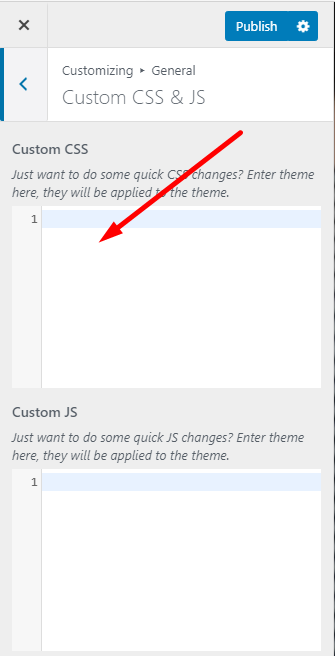 Publish
Customizing ▸ General
Custom CSS & JS
Custom CSS
Just want to do some quick CSS changes? Enter theme
here, they will be applied to the theme.
1
Custom JS
Just want to do some quick JS changes? Enter theme
here, they will be applied to the theme.
1